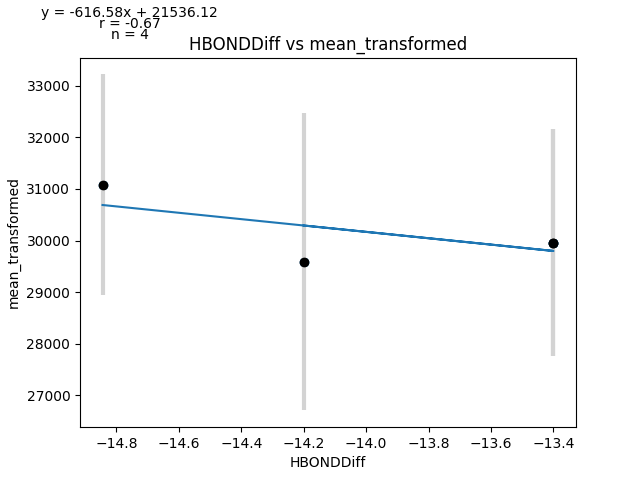 y = -616.58x + 21536.12
r = -0.67
n = 4
HBONDDiff vs mean_transformed
33000
32000
31000
30000
29000
28000
27000
mean_transformed
−14.8 −14.6 −14.4 −14.2 −14.0 −13.8 −13.6 −13.4
HBONDDiff